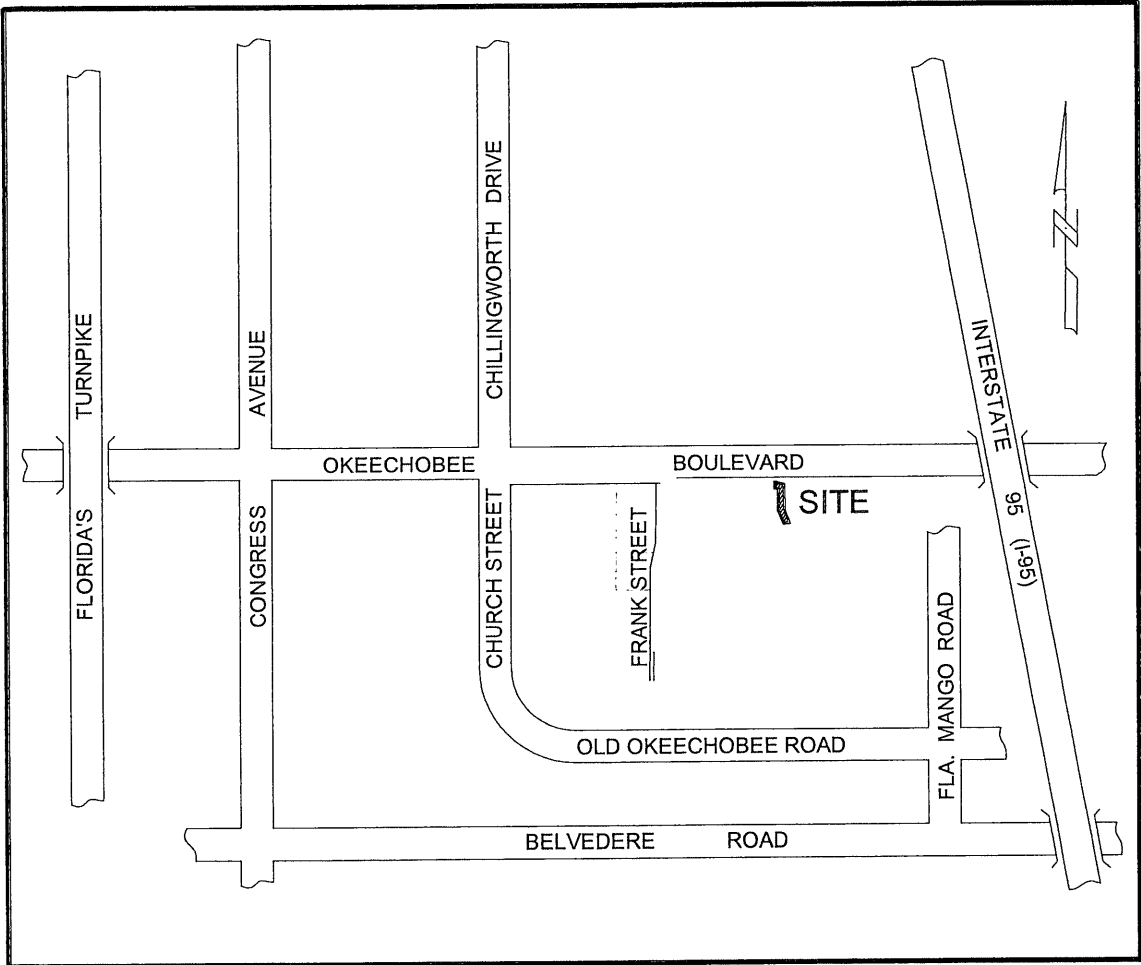 FLORIDA'S TURNPIKE
CONGRESS AVENUE
CHILLINGWORTH DRIVE
INTERSTATE 95 (I-95)
N
OKEECHOBEE BOULEVARD
SITE
CHURCH STREET
FRANK STREET
FLA. MANGO ROAD
OLD OKEECHOBEE ROAD
BELVEDERE ROAD